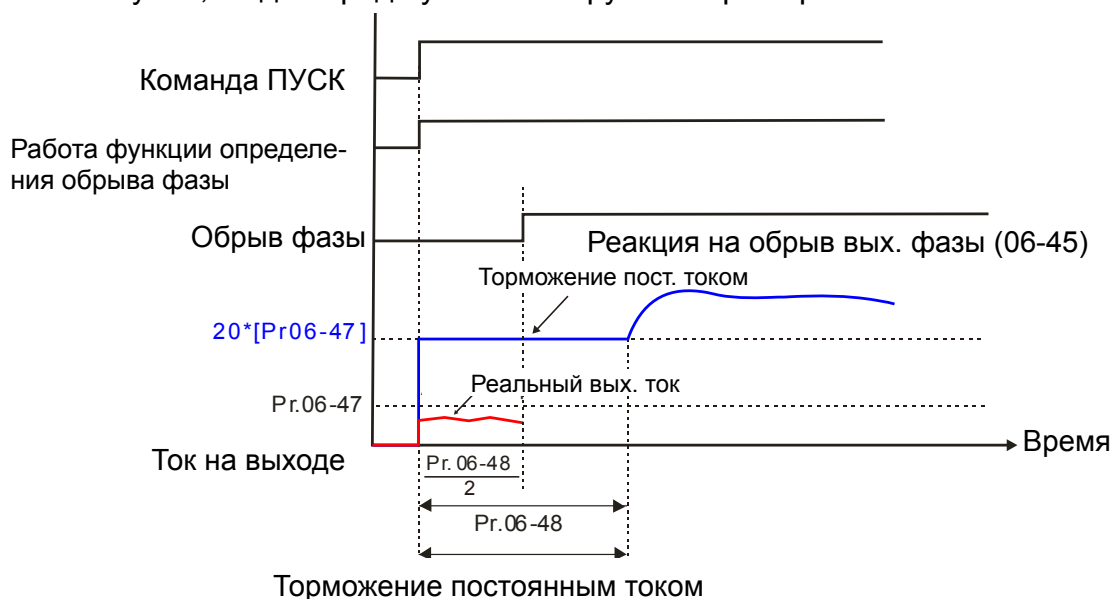 Команда ПУСК
Работа функции определе-
ния обрыва фазы
Обрыв фазы
Реакция на обрыв вых. фазы (06-45)
Торможение пост. током
20*[Pr06-47]
Реальный вых. ток
Pr.06-47
Ток на выходе
Время
Pr. 06-48
2
Pr.06-48
Торможение постоянным током